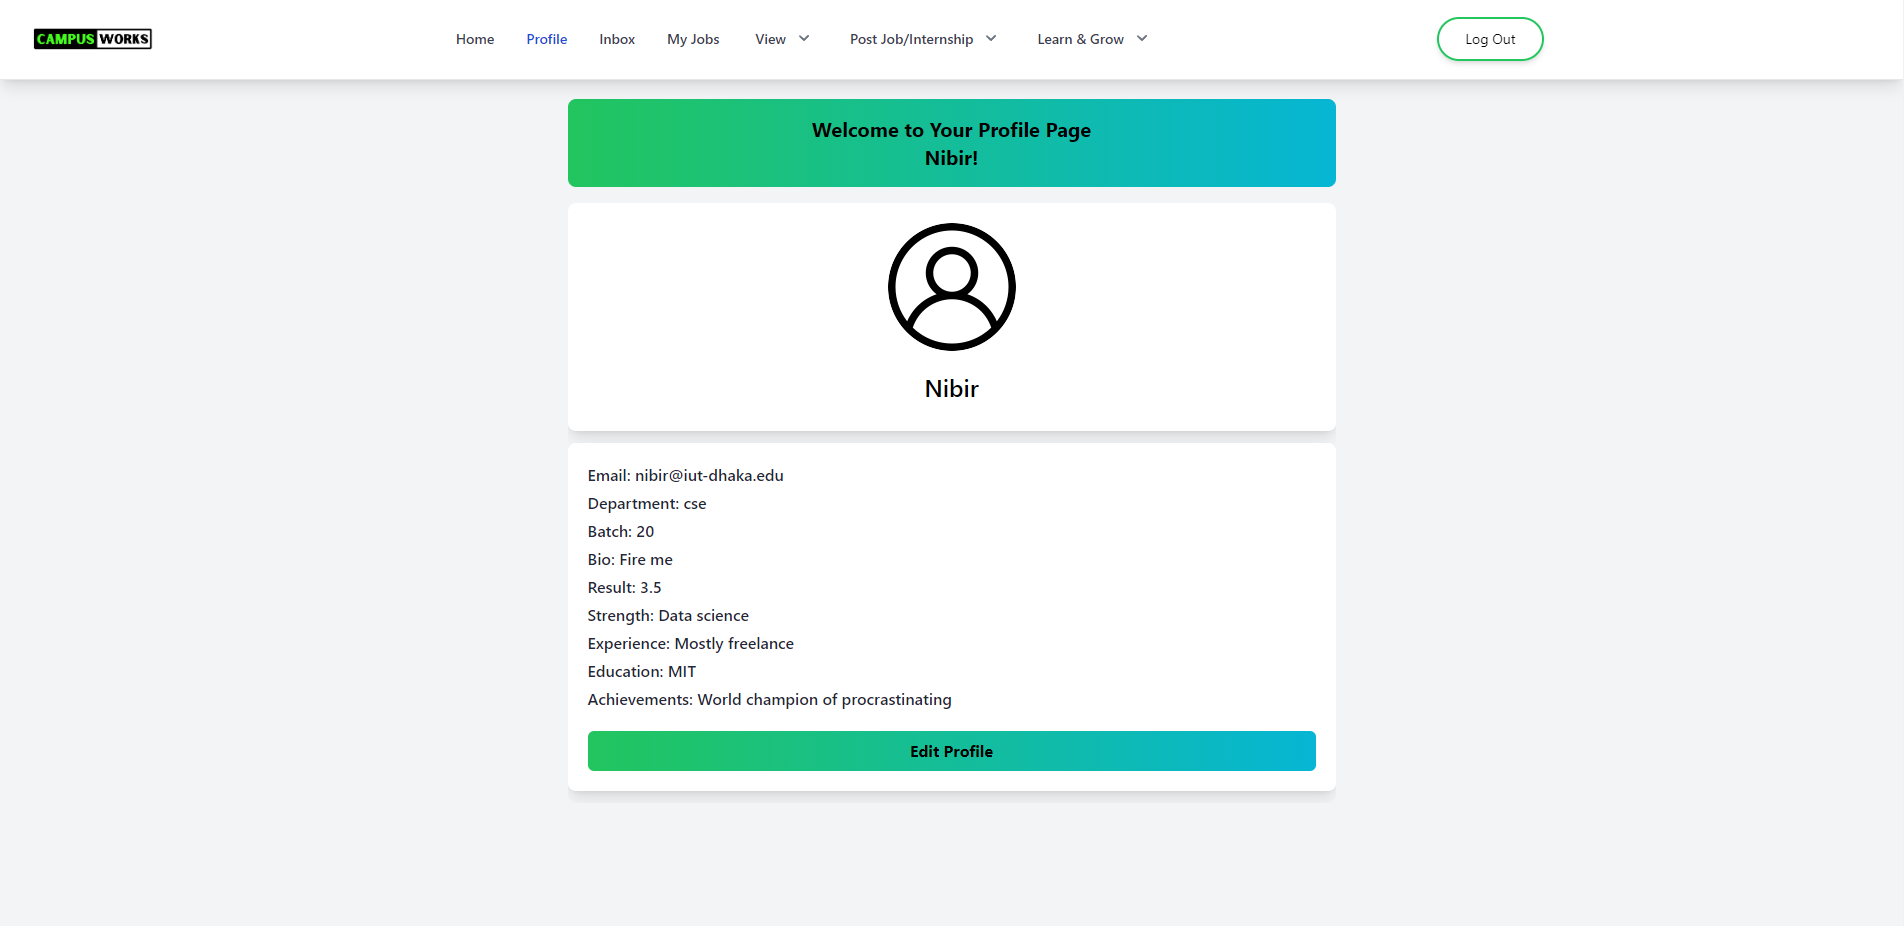 CAMPUS WORKS
Home Profile Inbox My Jobs View Post Job/Internship Learn & Grow Log Out
Welcome to Your Profile Page
Nibir!
Nibir
Email: nibir@iut-dhaka.edu
Department: cse
Batch: 20
Bio: Fire me
Result: 3.5
Strength: Data science
Experience: Mostly freelance
Education: MIT
Achievements: World champion of procrastinating
Edit Profile